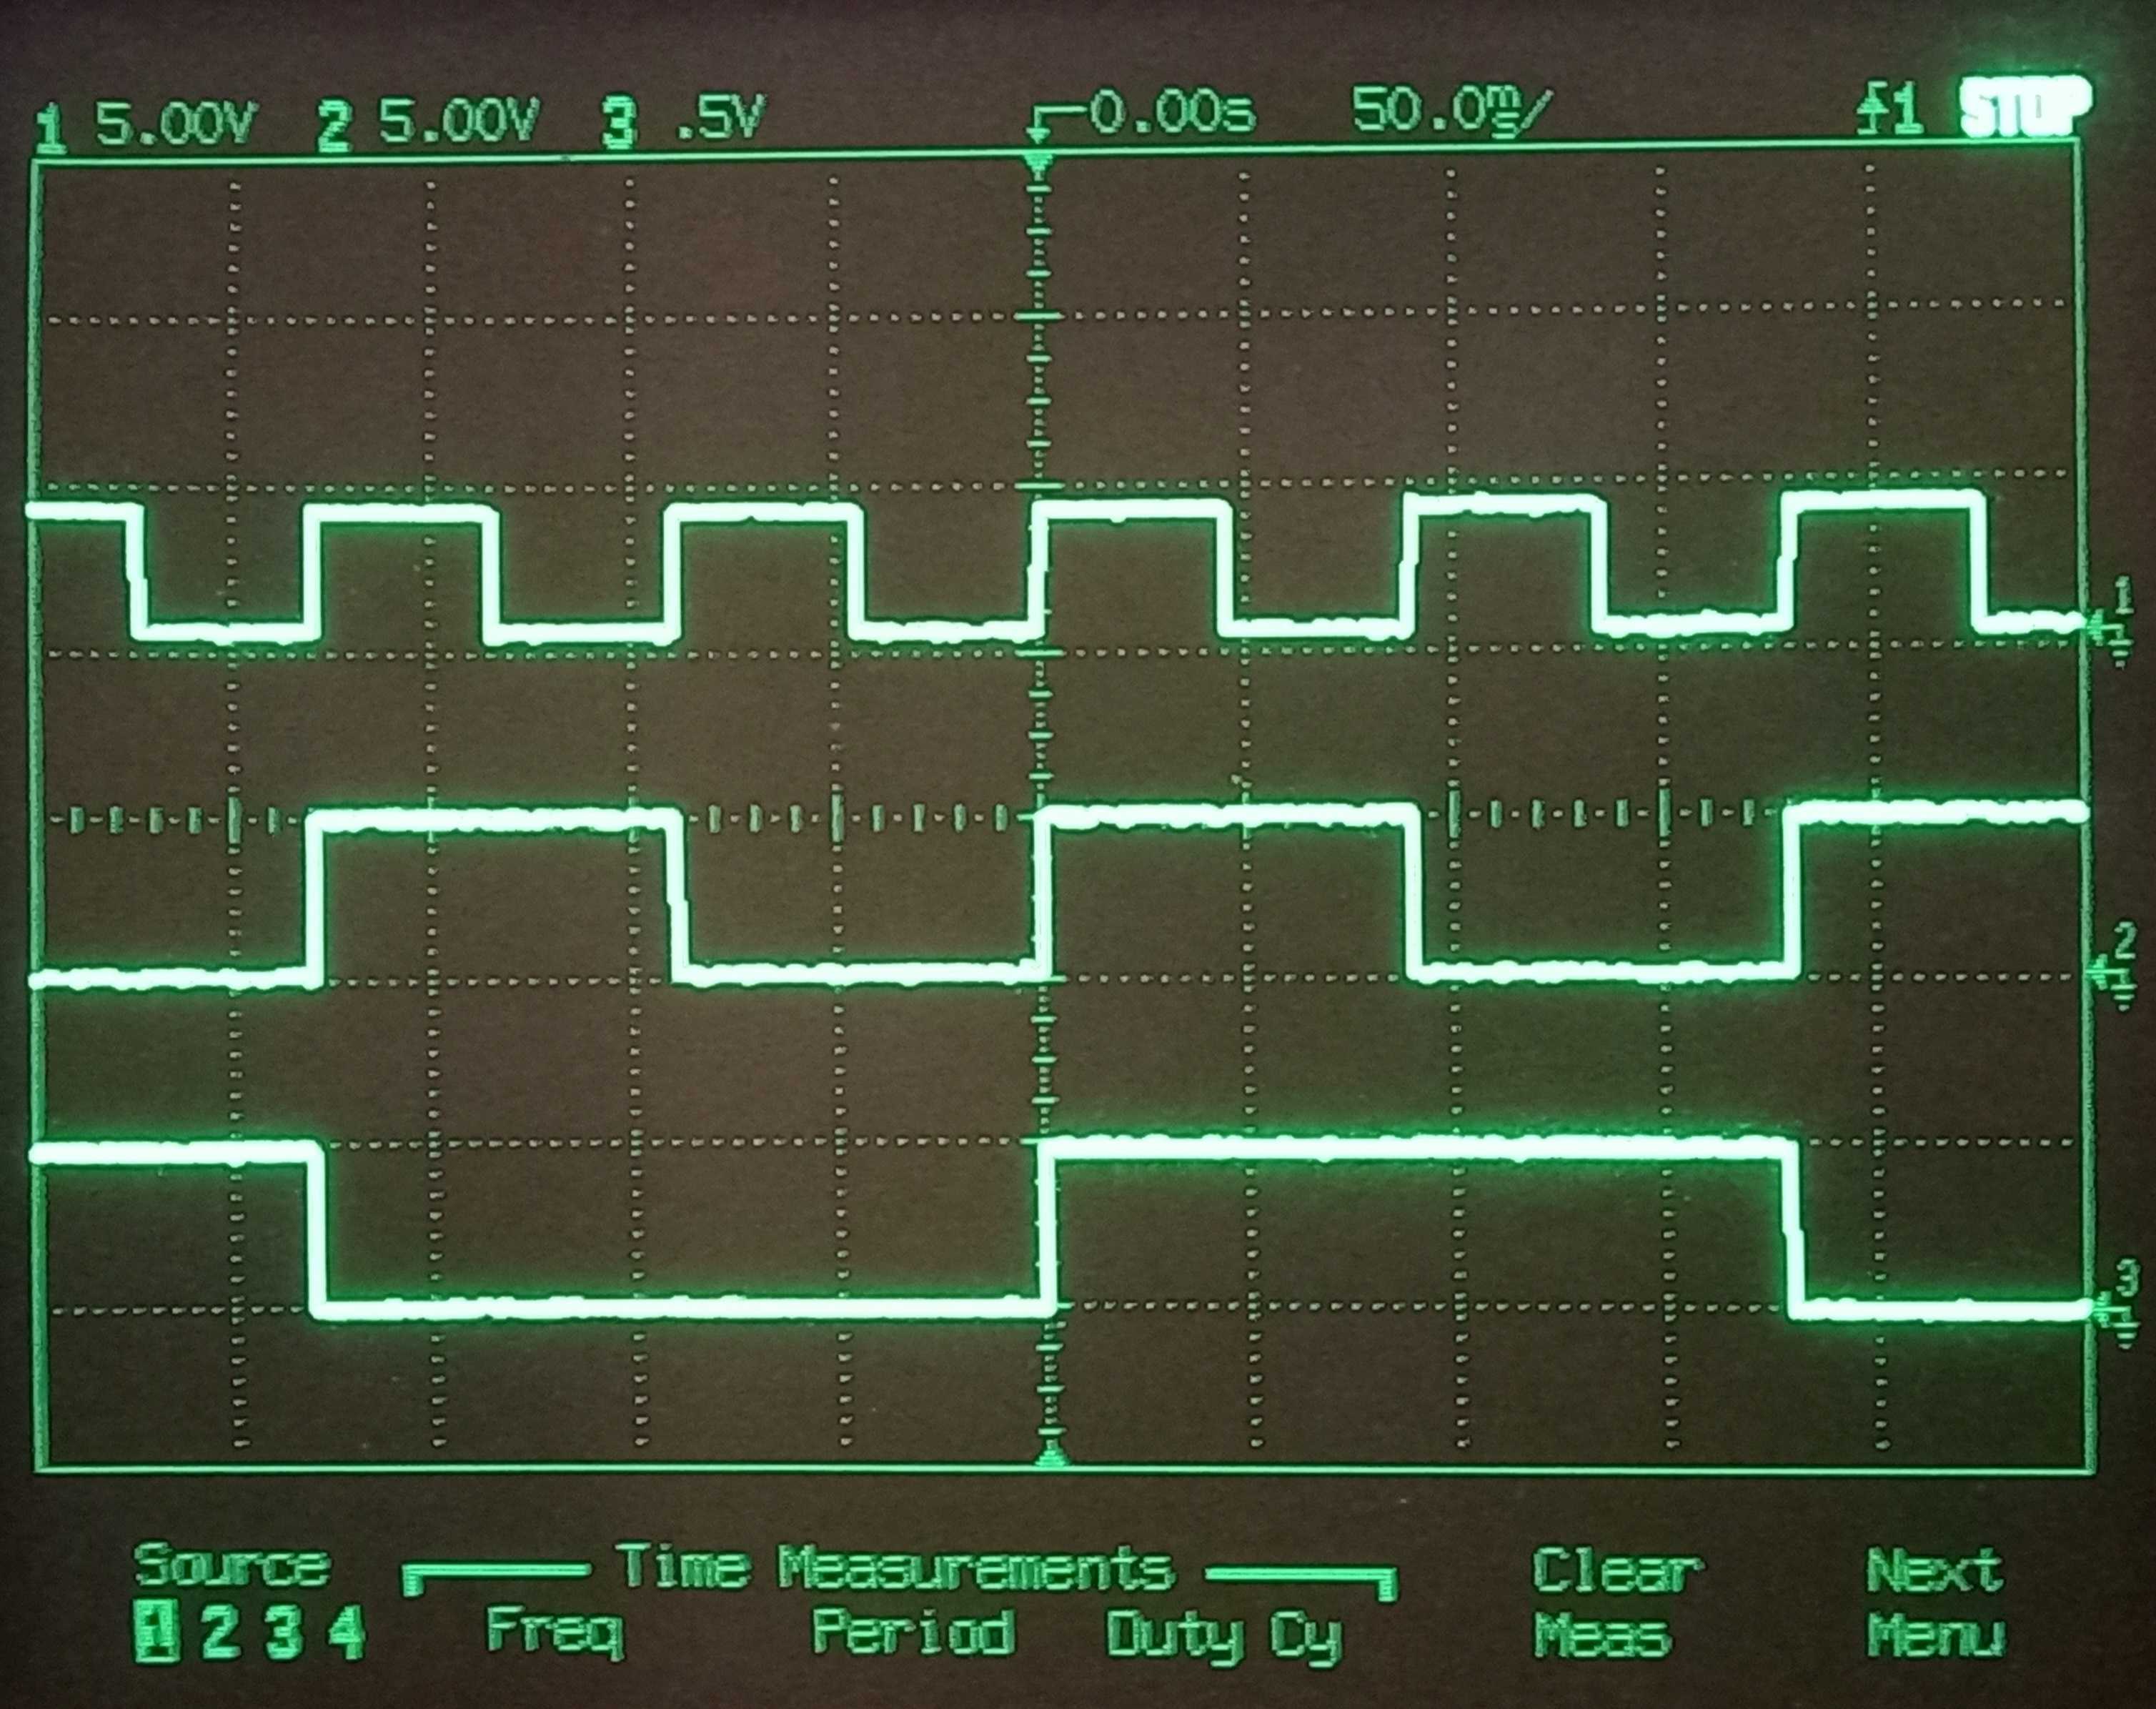 1 5.00V 2 5.00V 3 .5V 0.00s 50.0ms/ 1 STOP
1
2
3
Source Time Measurements Clear Next
1 2 3 4 Freq Period Duty Cy Meas Menu